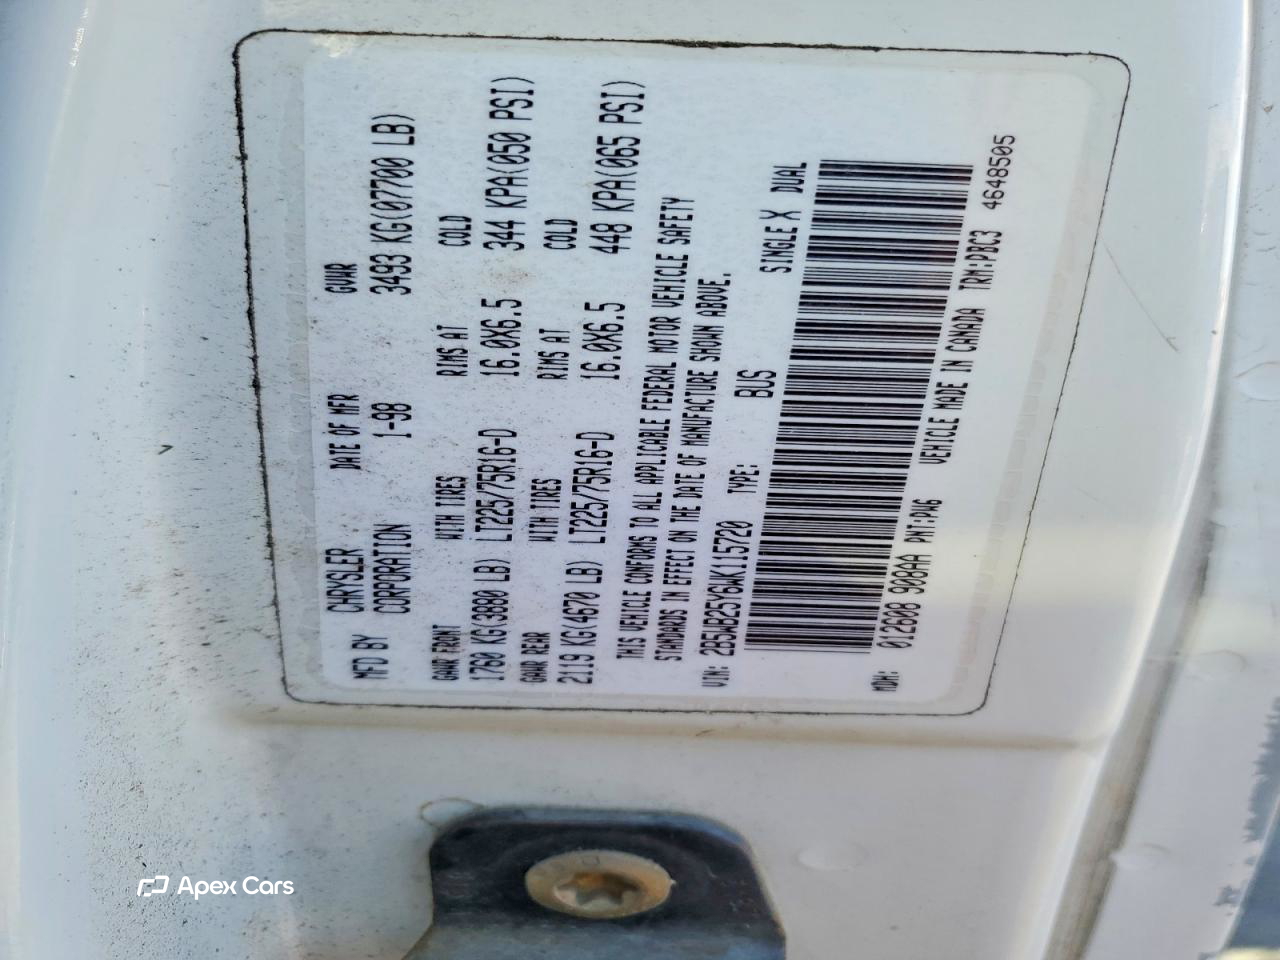 MFD BY CHRYSLER CORPORATION DATE OF MFR 1-98 GVWR 3493 KG(07700 LB)
GAWR FRONT WITH TIRES RIMS AT COLD
1760 KG(3880 LB) LT225/75R16-D 16.0X6.5 344 KPA(050 PSI)
GAWR REAR WITH TIRES RIMS AT COLD
2119 KG(4670 LB) LT225/75R16-D 16.0X6.5 448 KPA(065 PSI)
THIS VEHICLE CONFORMS TO ALL APPLICABLE FEDERAL MOTOR VEHICLE SAFETY
STANDARDS IN EFFECT ON THE DATE OF MANUFACTURE SHOWN ABOVE.
VIN: 2B5WB25Y6WK115720 TYPE: BUS SINGLE X DUAL
MDH: 012608 908AA PNT:PW6 VEHICLE MADE IN CANADA TRM:PBC3 4648505
Apex Cars